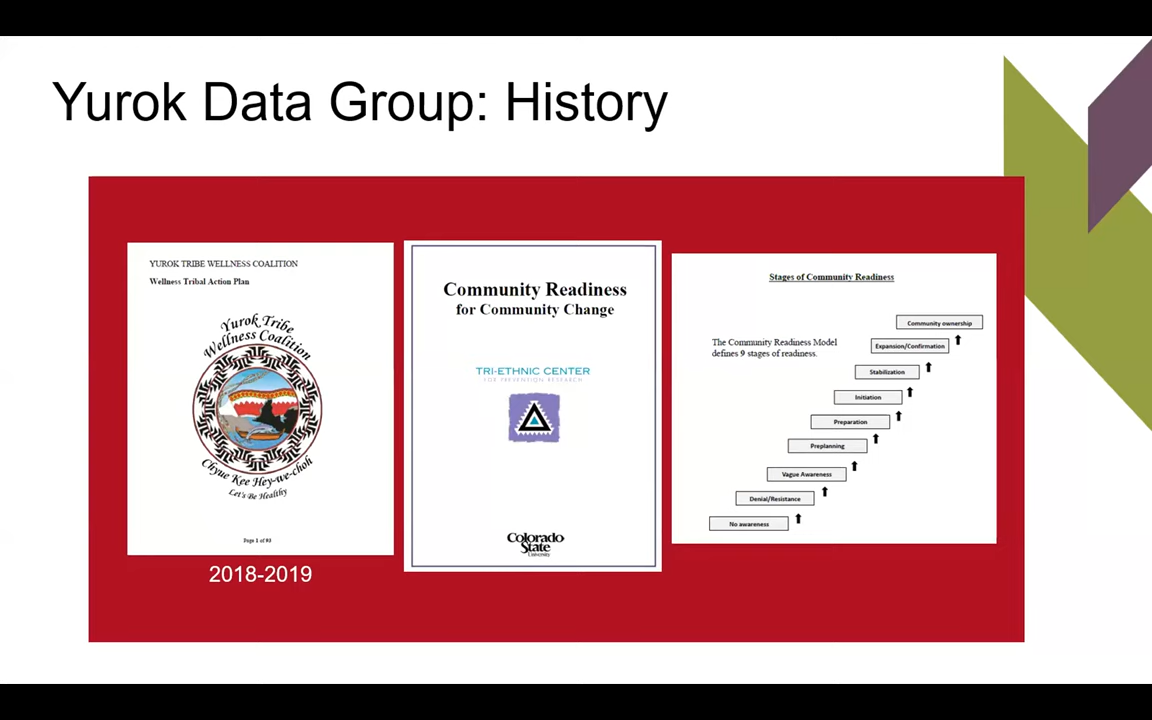 Yurok Data Group: History
YUROK TRIBE WELLNESS COALITION
Wellness Tribal Action Plan
Yurok Tribe
Wellness Coalition
Chyue Kee Hey-we-choh
Let's Be Healthy
Page 1 of 83
2018-2019
Community Readiness
for Community Change
TRI-ETHNIC CENTER
FOR PREVENTION RESEARCH
Colorado
State
University
Stages of Community Readiness
The Community Readiness Model
defines 9 stages of readiness.
Community ownership
Expansion/Confirmation
Stabilization
Initiation
Preparation
Preplanning
Vague Awareness
Denial/Resistance
No awareness